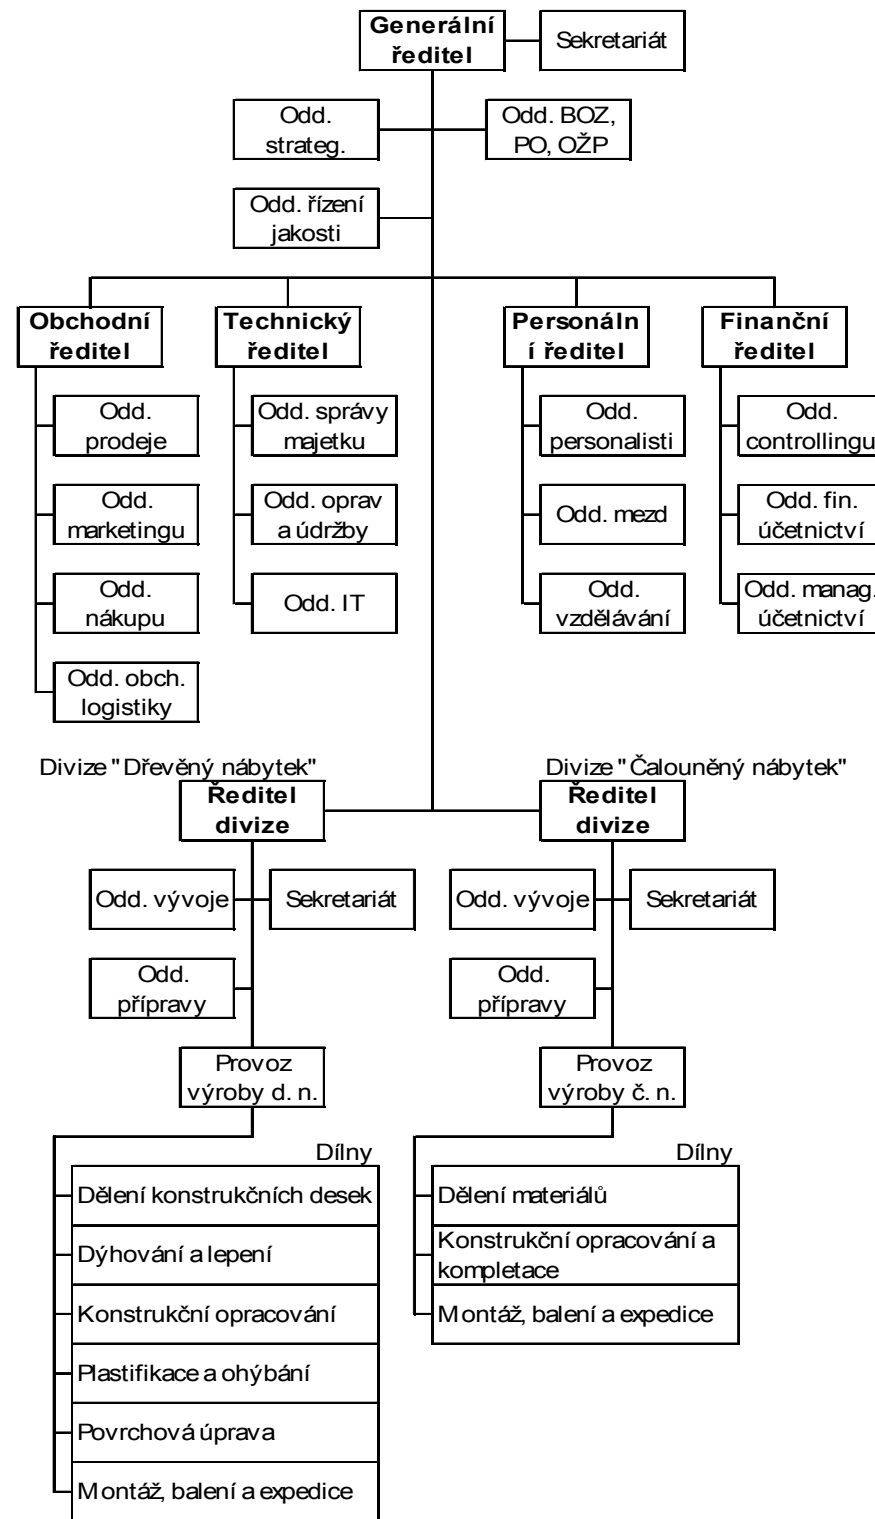 Generální
ředitel
Sekretariát
Odd.
strateg.
Odd. BOZ,
PO, OŽP
Odd. řízení
jakosti
Obchodní
ředitel
Technický
ředitel
Personáln
í ředitel
Finanční
ředitel
Odd.
prodeje
Odd. správy
majetku
Odd.
personalisti
Odd.
controllingu
Odd.
marketingu
Odd. oprav
a údržby
Odd. mezd
Odd. fin.
účetnictví
Odd.
nákupu
Odd. IT
Odd.
vzdělávání
Odd. manag.
účetnictví
Odd. obch.
logistiky
Divize "Dřevěný nábytek"
Divize "Čalouněný nábytek"
Ředitel
divize
Ředitel
divize
Odd. vývoje
Sekretariát
Odd. vývoje
Sekretariát
Odd.
přípravy
Odd.
přípravy
Provoz
výroby d. n.
Provoz
výroby č. n.
Dílny
Dělení konstrukčních desek
Dýhování a lepení
Konstrukční opracování
Plastifikace a ohýbání
Povrchová úprava
Montáž, balení a expedice
Dílny
Dělení materiálů
Konstrukční opracování a
kompletace
Montáž, balení a expedice